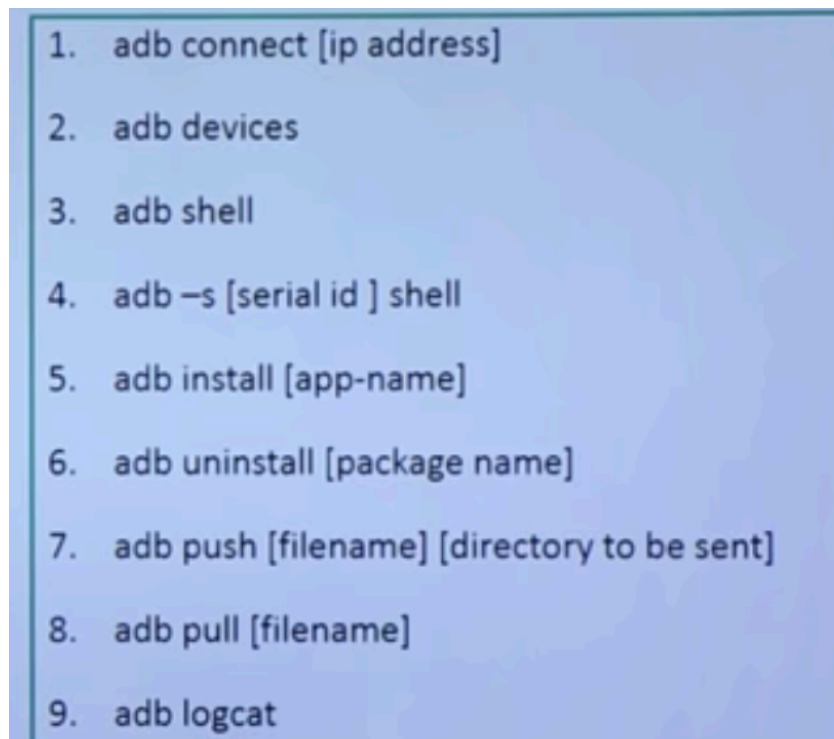 1. adb connect [ip address]
2. adb devices
3. adb shell
4. adb –s [serial id ] shell
5. adb install [app-name]
6. adb uninstall [package name]
7. adb push [filename] [directory to be sent]
8. adb pull [filename]
9. adb logcat